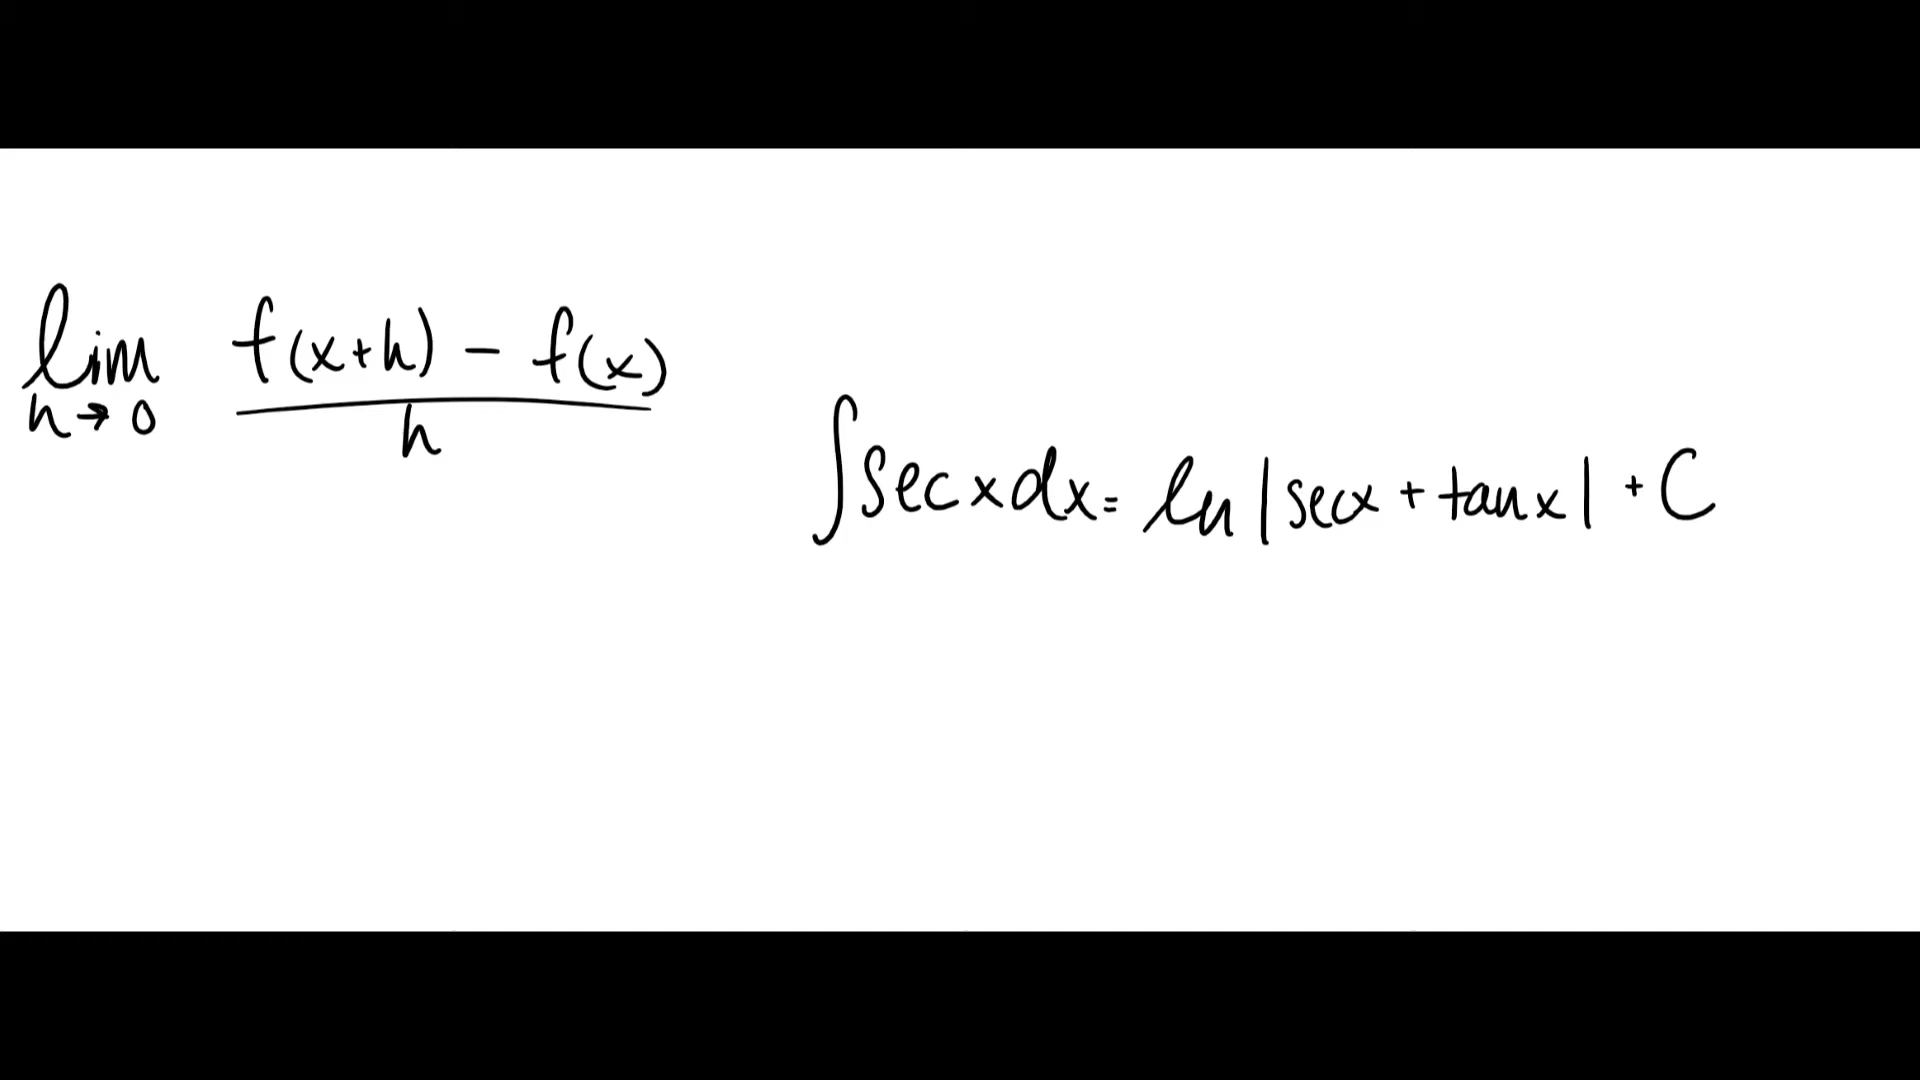 lim h→0 (f(x+h) - f(x))/h
∫sec x dx = ln |sec x + tan x| + C